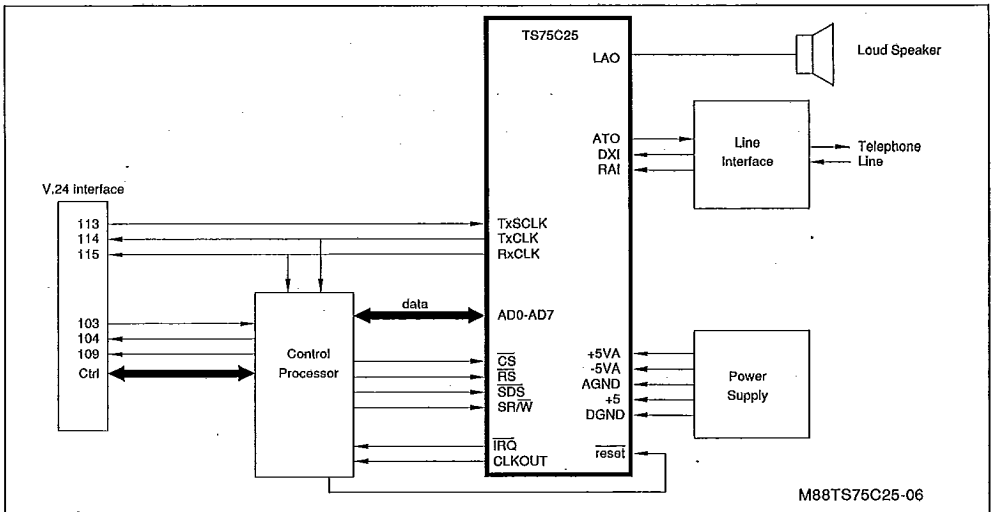 TS75C25
LAO
Loud Speaker
ATO
DXI
RAI
Line
Interface
Telephone
Line
V.24 interface
113
114
115
TxSCLK
TxCLK
RxCLK
data
AD0-AD7
103
104
109
Ctrl
Control
Processor
CS
RS
SDS
SR/W
IRQ
CLKOUT
+5VA
-5VA
AGND
+5
DGND
reset
Power
Supply
M88TS75C25-06